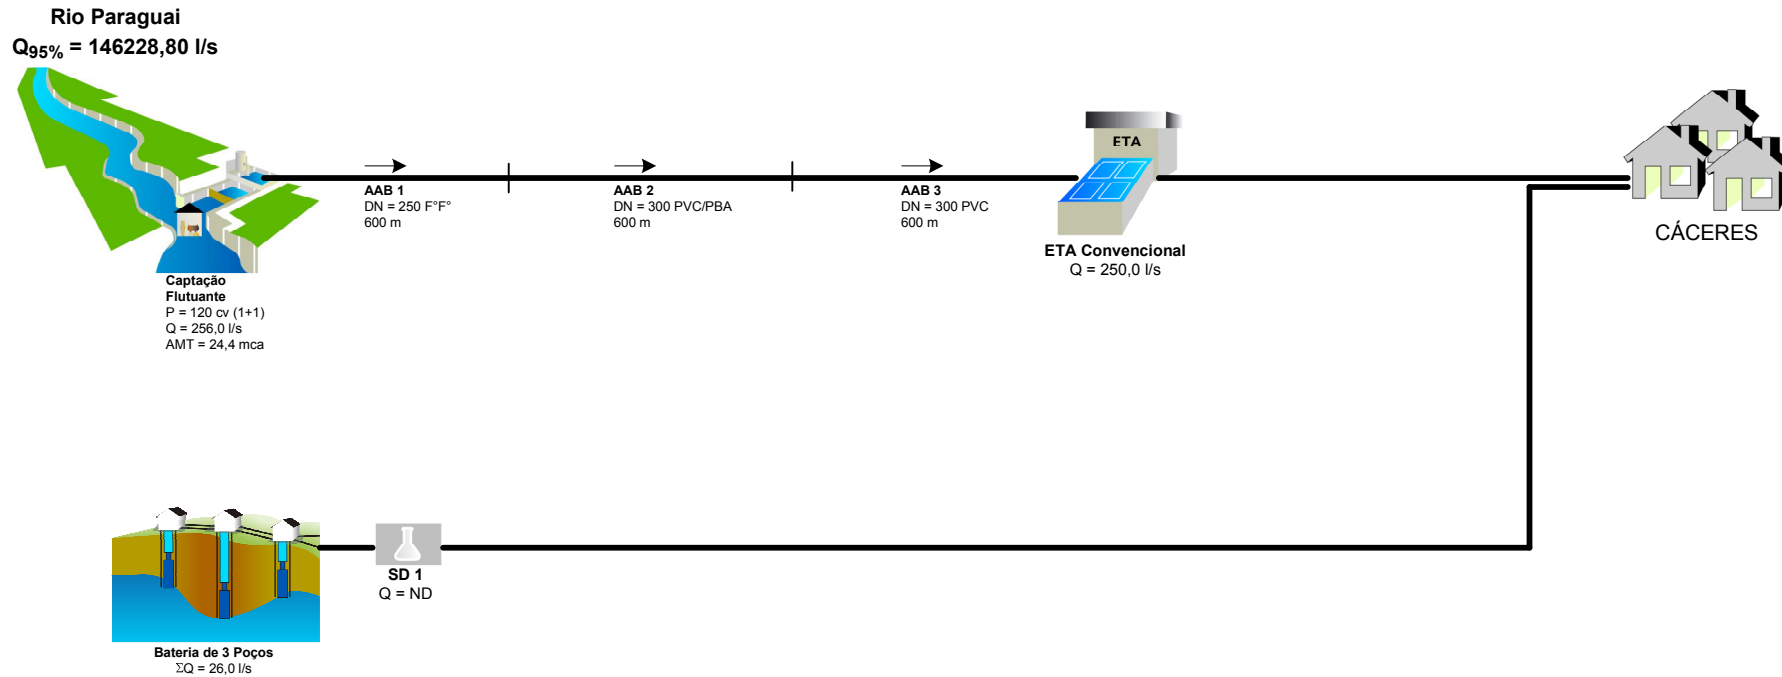 Rio Paraguai
Q95% = 146228,80 l/s
AAB 1
DN = 250 F°F°
600 m
AAB 2
DN = 300 PVC/PBA
600 m
AAB 3
DN = 300 PVC
600 m
ETA
ETA Convencional
Q = 250,0 l/s
CÁCERES
Captação
Flutuante
P = 120 cv (1+1)
Q = 256,0 l/s
AMT = 24,4 mca
SD 1
Q = ND
Bateria de 3 Poços
ΣQ = 26,0 l/s